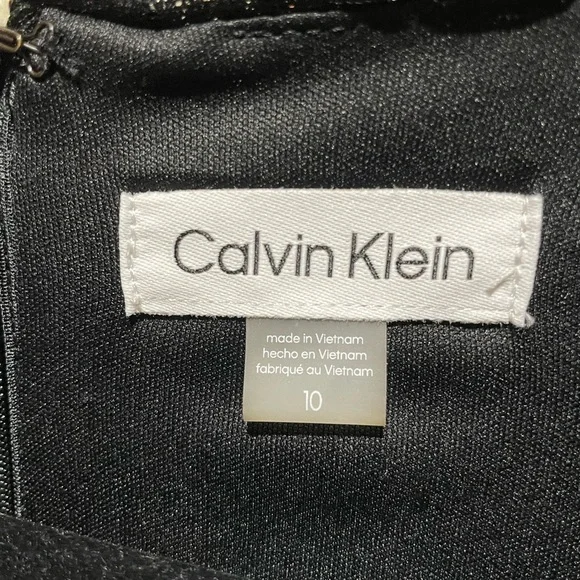 Calvin Klein
made in Vietnam
hecho en Vietnam
fabriqué au Vietnam
10